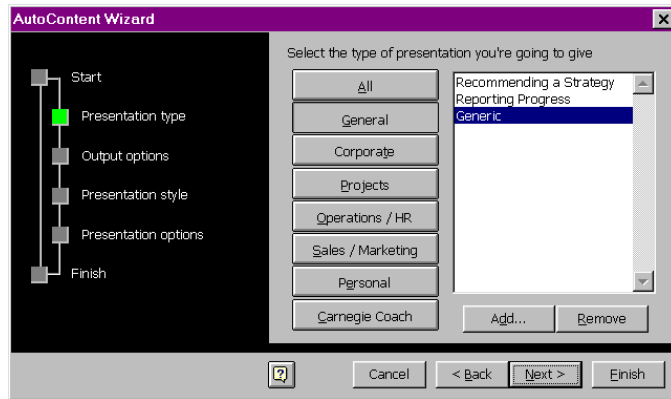 AutoContent Wizard
Start
Presentation type
Output options
Presentation style
Presentation options
Finish
Select the type of presentation you're going to give
All
General
Corporate
Projects
Operations / HR
Sales / Marketing
Personal
Carnegie Coach
Recommending a Strategy
Reporting Progress
Generic
Add...
Remove
?
Cancel
< Back
Next >
Finish